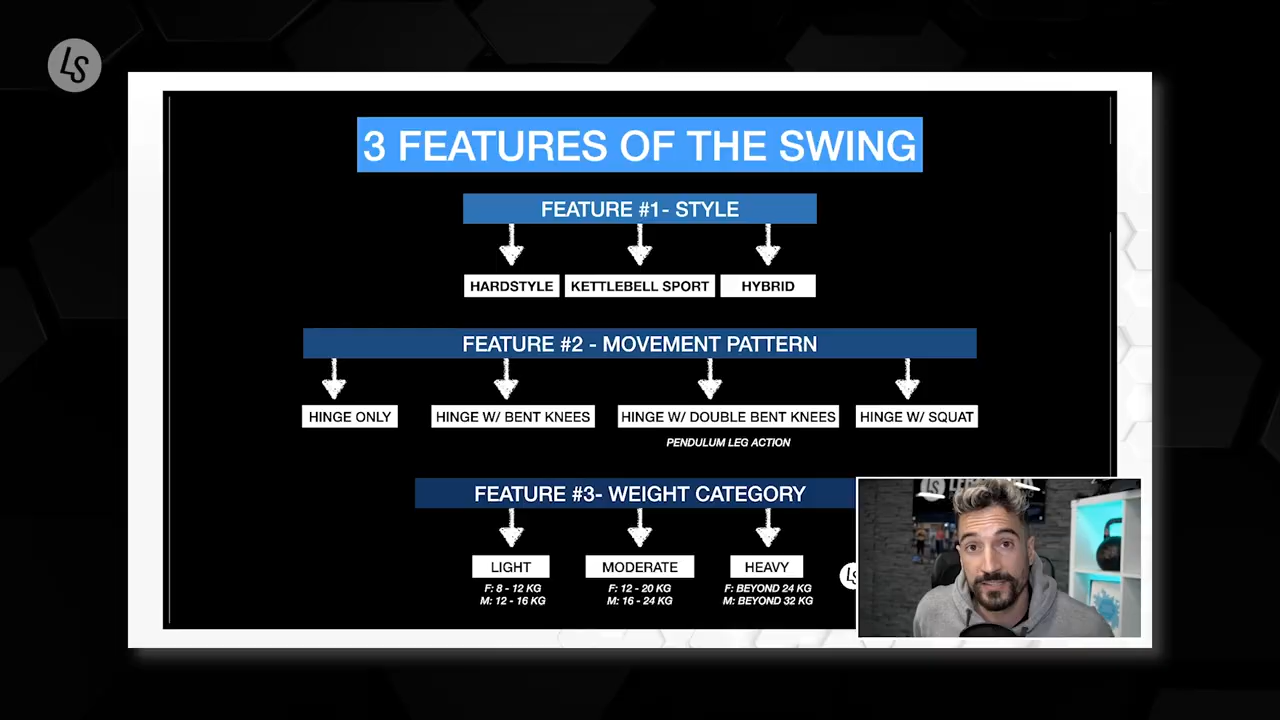 LS
3 FEATURES OF THE SWING
FEATURE #1- STYLE
HARDSTYLE
KETTLEBELL SPORT
HYBRID
FEATURE #2 - MOVEMENT PATTERN
HINGE ONLY
HINGE W/ BENT KNEES
HINGE W/ DOUBLE BENT KNEES
HINGE W/ SQUAT
PENDULUM LEG ACTION
FEATURE #3- WEIGHT CATEGORY
LIGHT
MODERATE
HEAVY
F: 8 - 12 KG
M: 12 - 16 KG
F: 12 - 20 KG
M: 16 - 24 KG
F: BEYOND 24 KG
M: BEYOND 32 KG
LS